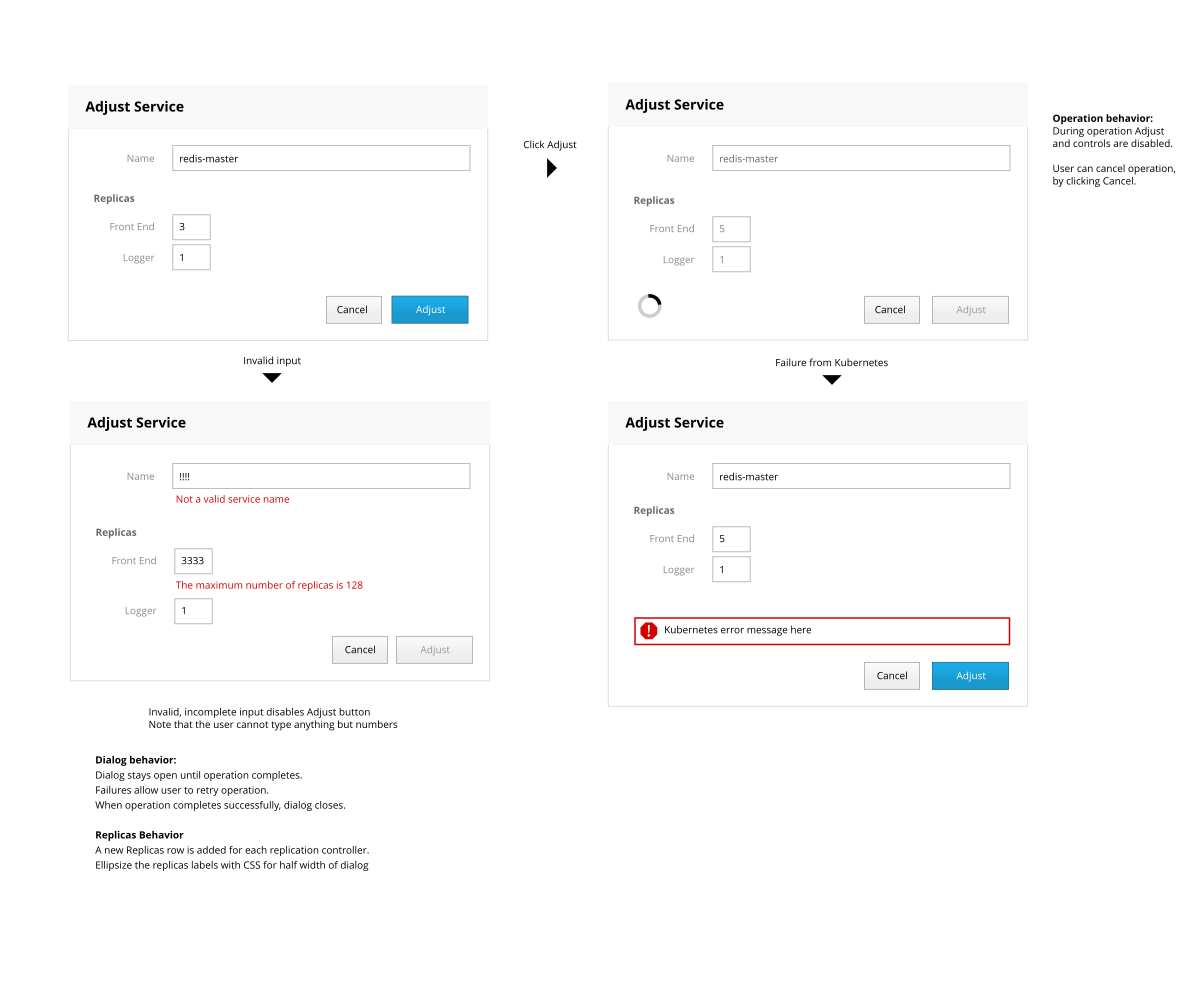 Adjust Service
Name
redis-master
Replicas
Front End
3
Logger
1
Cancel
Adjust
Click Adjust
Adjust Service
Name
redis-master
Replicas
Front End
5
Logger
1
Cancel
Adjust
Operation behavior:
During operation Adjust
and controls are disabled.
User can cancel operation,
by clicking Cancel.
Invalid input
Adjust Service
Name
!!!!
Not a valid service name
Replicas
Front End
3333
The maximum number of replicas is 128
Logger
1
Cancel
Adjust
Failure from Kubernetes
Adjust Service
Name
redis-master
Replicas
Front End
5
Logger
1
Kubernetes error message here
Cancel
Adjust
Invalid, incomplete input disables Adjust button
Note that the user cannot type anything but numbers
Dialog behavior:
Dialog stays open until operation completes.
Failures allow user to retry operation.
When operation completes successfully, dialog closes.
Replicas Behavior
A new Replicas row is added for each replication controller.
Ellipsize the replicas labels with CSS for half width of dialog